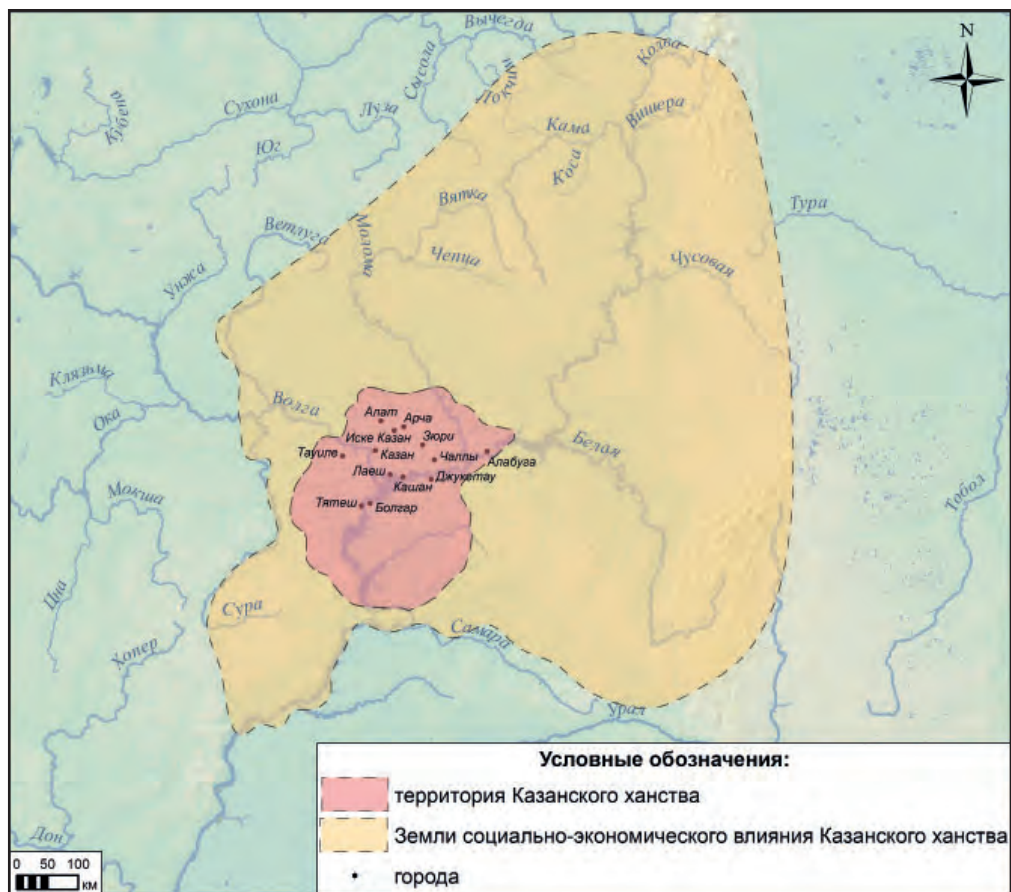 Вычегда
N
Колва
Сысола
Локчим
Кубена
Сухона
Луза
Вишера
Кама
Юг
Коса
Вятка
Тура
Ветлуга
Молома
Чепца
Чусовая
Унжа
Клязьма
Волга
Ока
Алат
Арча
Иске Казан
Зюри
Белая
Тауиле
Казан
Чаллы
Алабуга
Лаеш
Джукетау
Кашан
Мокша
Тятеш
Болгар
Тобол
Цна
Сура
Самара
Хопер
Урал
Условные обозначения:
территория Казанского ханства
Земли социально-экономического влияния Казанского ханства
города
Дон
0 50 100
км